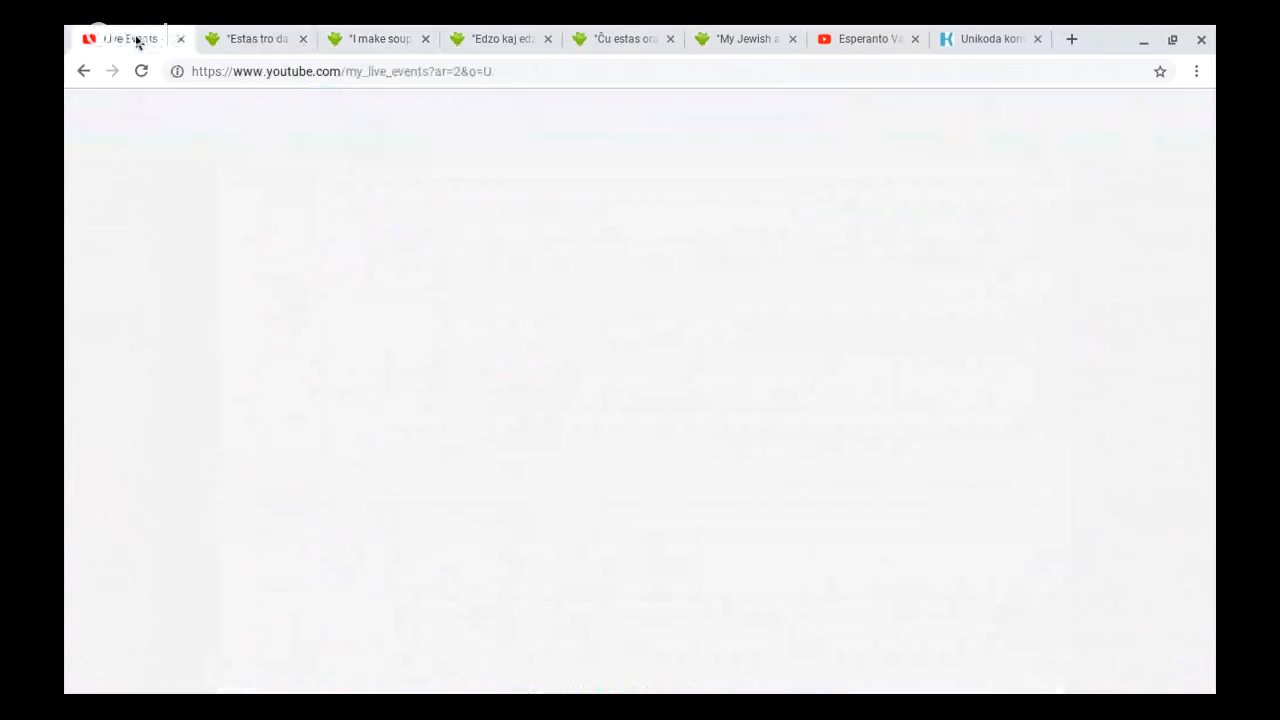 Live Events
"Estas tro da
"I make soup
"Edzo kaj edz
"Ĉu estas ora
"My Jewish a
Esperanto Va
Unikoda kon
https://www.youtube.com/my_live_events?ar=2&o=U